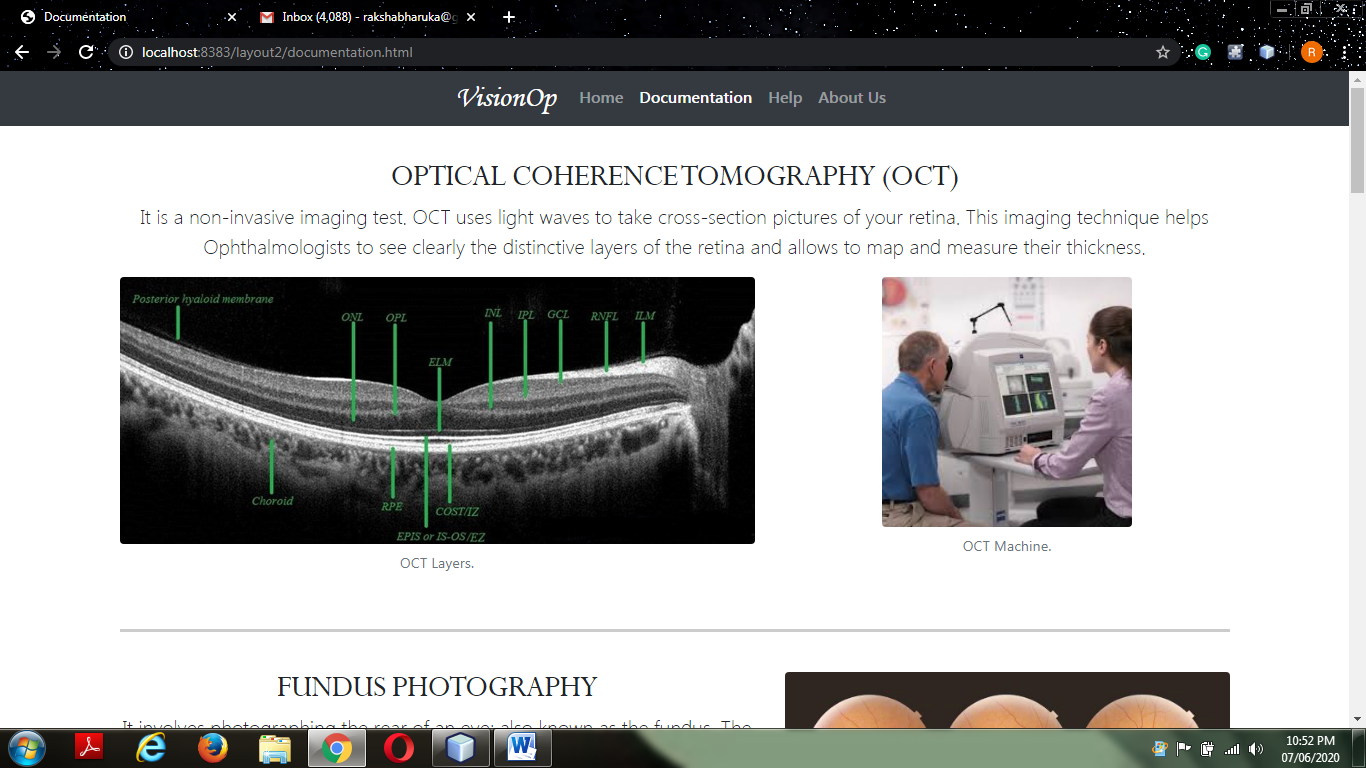 Documentation
Inbox (4,088) - rakshabharuka@g
localhost:8383/layout2/documentation.html
R
VisionOp Home Documentation Help About Us
OPTICAL COHERENCE TOMOGRAPHY (OCT)
It is a non-invasive imaging test. OCT uses light waves to take cross-section pictures of your retina. This imaging technique helps
Ophthalmologists to see clearly the distinctive layers of the retina and allows to map and measure their thickness.
Posterior hyaloid membrane
ONL OPL ELM INL IPL GCL RNFL ILM
Choroid RPE COST/IZ
EPIS or IS-OS/EZ
OCT Layers.
OCT Machine.
FUNDUS PHOTOGRAPHY
It involves photographing the rear of an eye; also known as the fundus. The
10:52 PM
07/06/2020